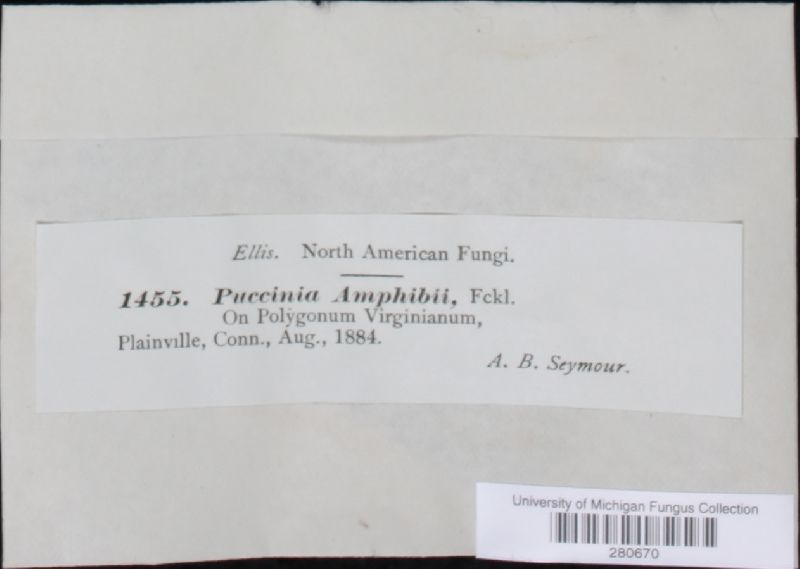 Ellis. North American Fungi.
1455. Puccinia Amphibii, Fckl.
On Polygonum Virginianum,
Plainville, Conn., Aug., 1884.
A. B. Seymour.
University of Michigan Fungus Collection
280670